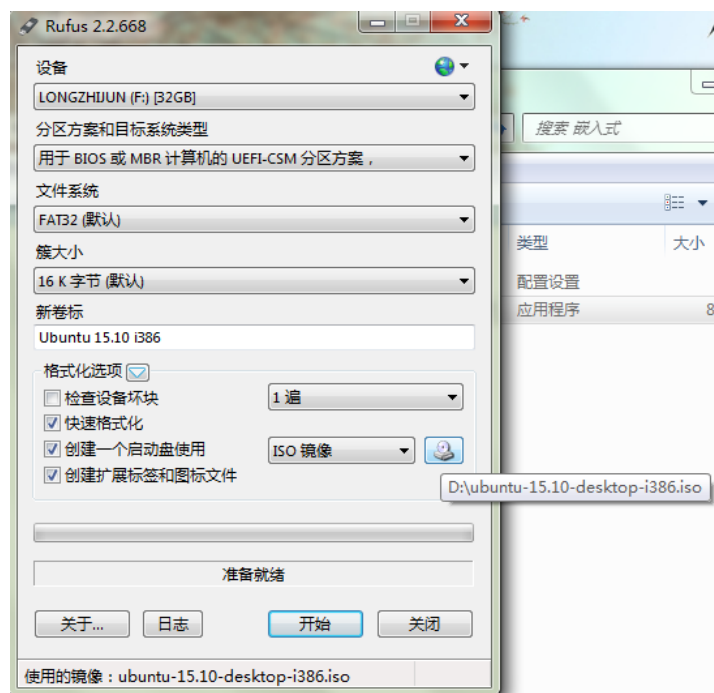 Rufus 2.2.668
设备
LONGZHIJUN (F:) [32GB]
分区方案和目标系统类型
用于 BIOS 或 MBR 计算机的 UEFI-CSM 分区方案，
文件系统
FAT32 (默认)
簇大小
16 K 字节 (默认)
新卷标
Ubuntu 15.10 i386
格式化选项
检查设备坏块
1 遍
快速格式化
创建一个启动盘使用
ISO 镜像
创建扩展标签和图标文件
D:\ubuntu-15.10-desktop-i386.iso
准备就绪
关于...
日志
开始
关闭
使用的镜像：ubuntu-15.10-desktop-i386.iso
搜索 嵌入式
类型
大小
配置设置
应用程序
8